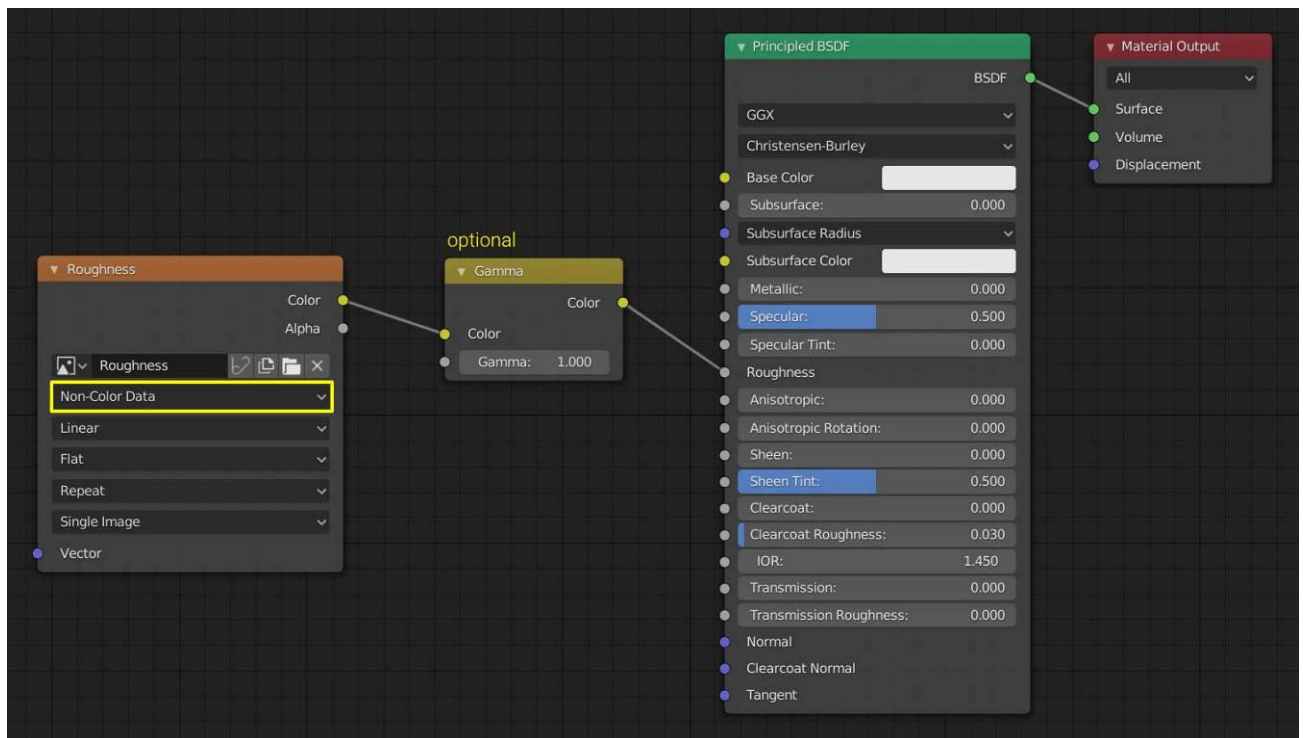 Roughness
Color
Alpha
Roughness
Non-Color Data
Linear
Flat
Repeat
Single Image
Vector
optional
Gamma
Color
Color
Gamma: 1.000
Principled BSDF
BSDF
GGX
Christensen-Burley
Base Color
Subsurface: 0.000
Subsurface Radius
Subsurface Color
Metallic: 0.000
Specular: 0.500
Specular Tint: 0.000
Roughness
Anisotropic: 0.000
Anisotropic Rotation: 0.000
Sheen: 0.000
Sheen Tint: 0.500
Clearcoat: 0.000
Clearcoat Roughness: 0.030
IOR: 1.450
Transmission: 0.000
Transmission Roughness: 0.000
Normal
Clearcoat Normal
Tangent
Material Output
All
Surface
Volume
Displacement